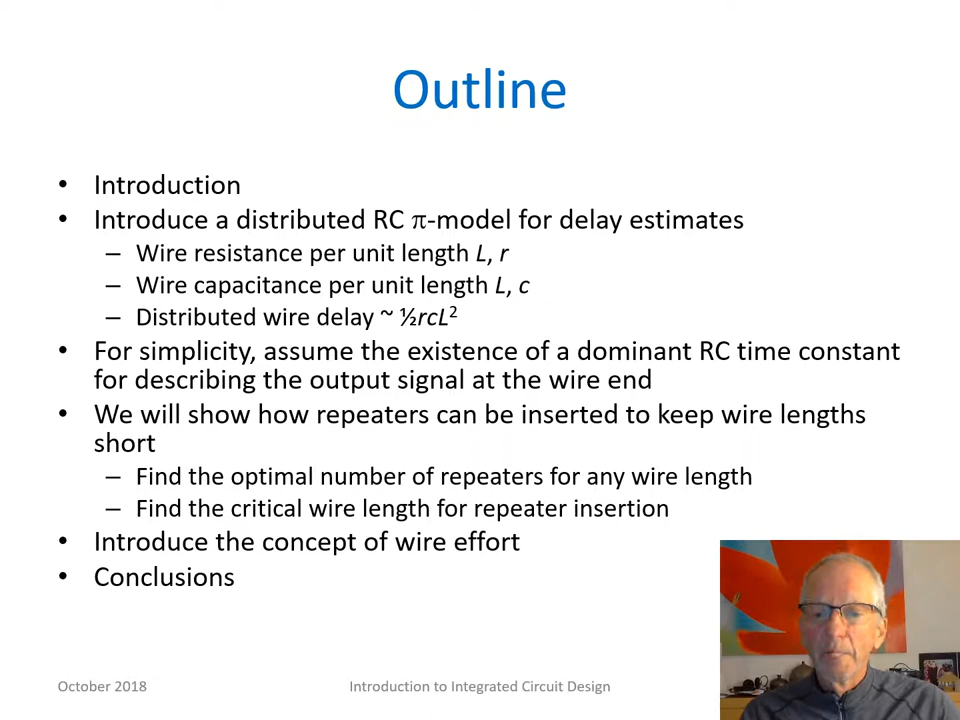 Outline
• Introduction
• Introduce a distributed RC π-model for delay estimates
– Wire resistance per unit length L, r
– Wire capacitance per unit length L, c
– Distributed wire delay ~ ½rcL²
• For simplicity, assume the existence of a dominant RC time constant
for describing the output signal at the wire end
• We will show how repeaters can be inserted to keep wire lengths
short
– Find the optimal number of repeaters for any wire length
– Find the critical wire length for repeater insertion
• Introduce the concept of wire effort
• Conclusions
October 2018
Introduction to Integrated Circuit Design